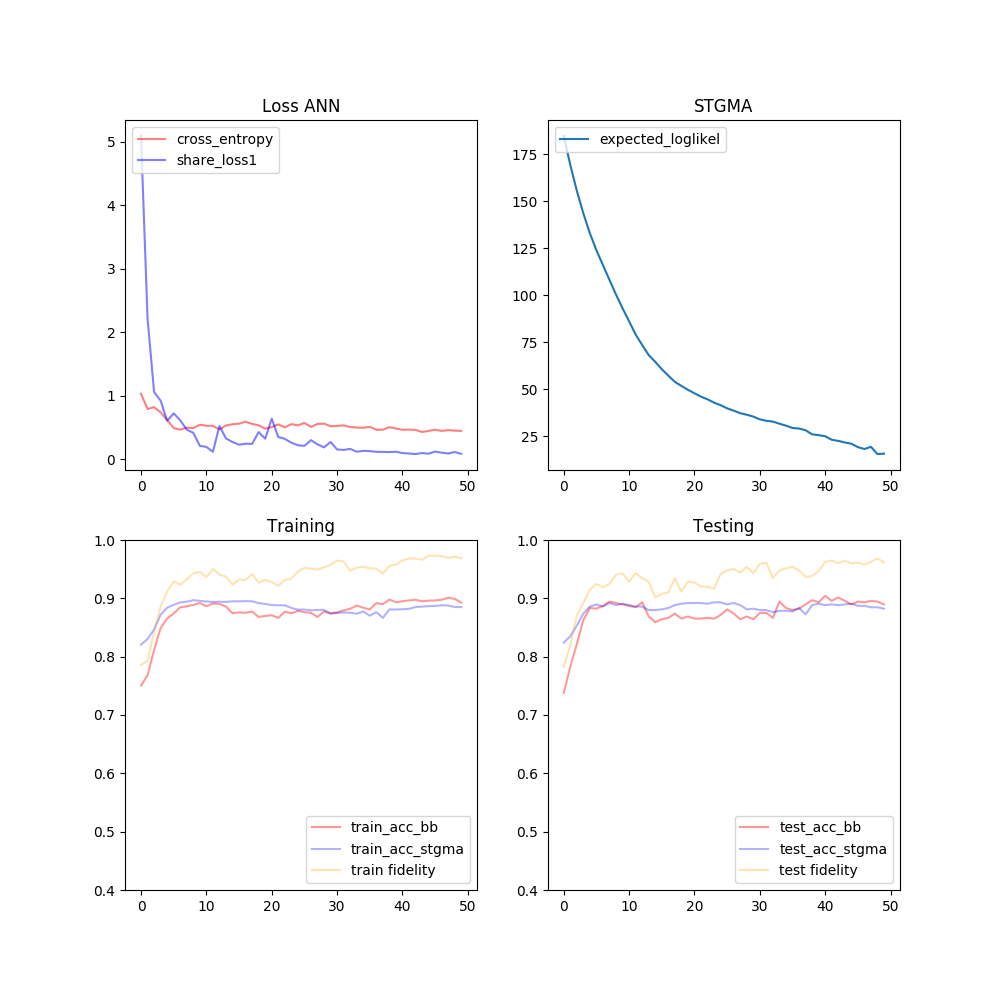 Loss ANN
cross_entropy
share_loss1
5
4
3
2
1
0
0 10 20 30 40 50
STGMA
expected_loglikel
175
150
125
100
75
50
25
0 10 20 30 40 50
Training
1.0
0.9
0.8
0.7
0.6
0.5
0.4
train_acc_bb
train_acc_stgma
train fidelity
0 10 20 30 40 50
Testing
1.0
0.9
0.8
0.7
0.6
0.5
0.4
test_acc_bb
test_acc_stgma
test fidelity
0 10 20 30 40 50